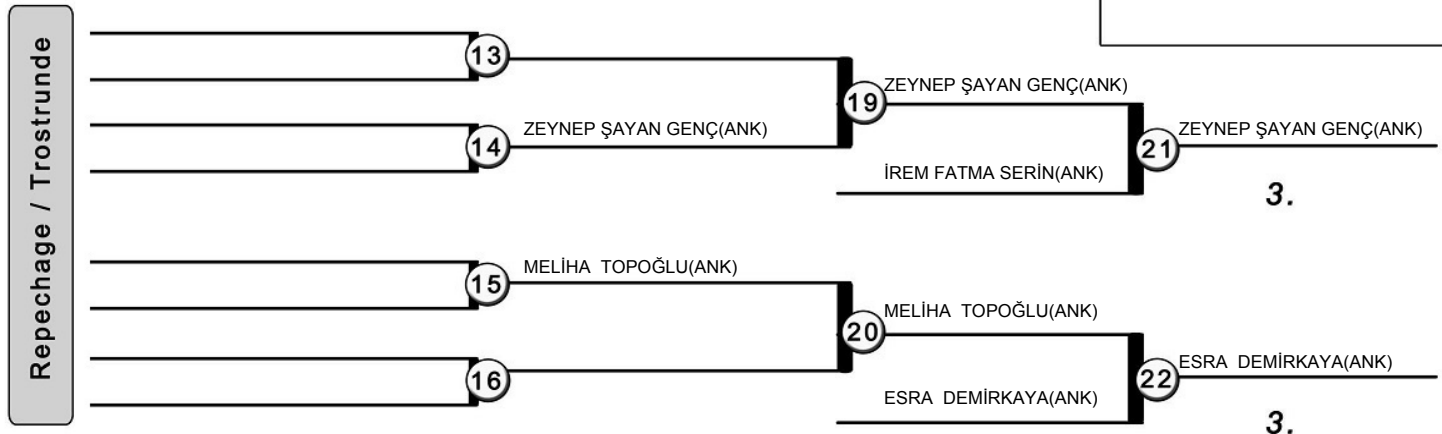 Repechage / Trostrunde
13
14
ZEYNEP ŞAYAN GENÇ(ANK)
19
ZEYNEP ŞAYAN GENÇ(ANK)
İREM FATMA SERİN(ANK)
21
ZEYNEP ŞAYAN GENÇ(ANK)
3.
15
MELİHA TOPOĞLU(ANK)
16
20
MELİHA TOPOĞLU(ANK)
ESRA DEMİRKAYA(ANK)
22
ESRA DEMİRKAYA(ANK)
3.